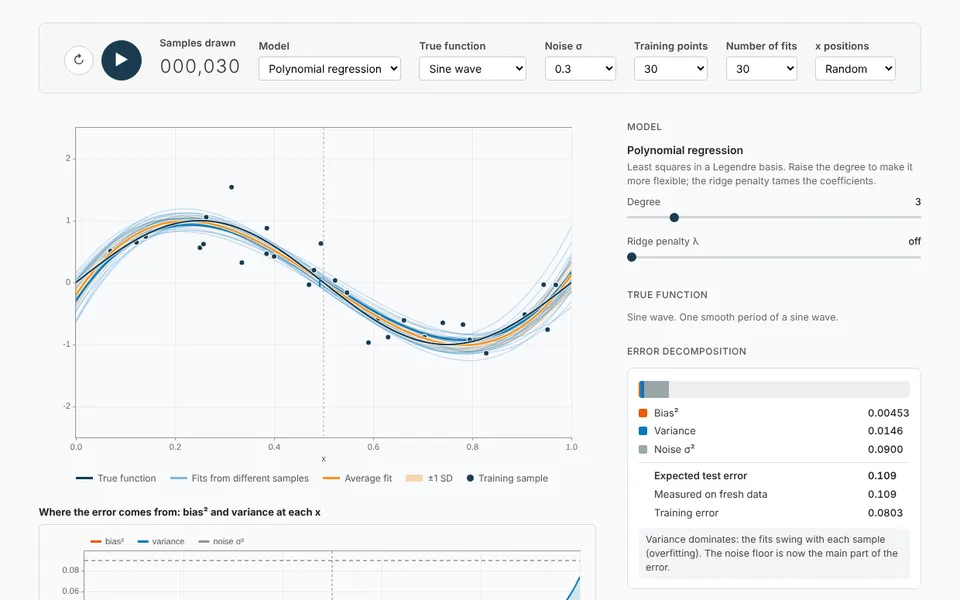 Samples drawn
000,030
Model
Polynomial regression
True function
Sine wave
Noise σ
0.3
Training points
30
Number of fits
30
x positions
Random
2
1
0
-1
-2
0.0 0.2 0.4 0.6 0.8 1.0
x
True function Fits from different samples Average fit ±1 SD Training sample
Where the error comes from: bias² and variance at each x
bias² variance noise σ²
0.08
0.06
MODEL
Polynomial regression
Least squares in a Legendre basis. Raise the degree to make it
more flexible; the ridge penalty tames the coefficients.
Degree 3
Ridge penalty λ off
TRUE FUNCTION
Sine wave. One smooth period of a sine wave.
ERROR DECOMPOSITION
Bias² 0.00453
Variance 0.0146
Noise σ² 0.0900
Expected test error 0.109
Measured on fresh data 0.109
Training error 0.0803
Variance dominates: the fits swing with each sample
(overfitting). The noise floor is now the main part of the
error.